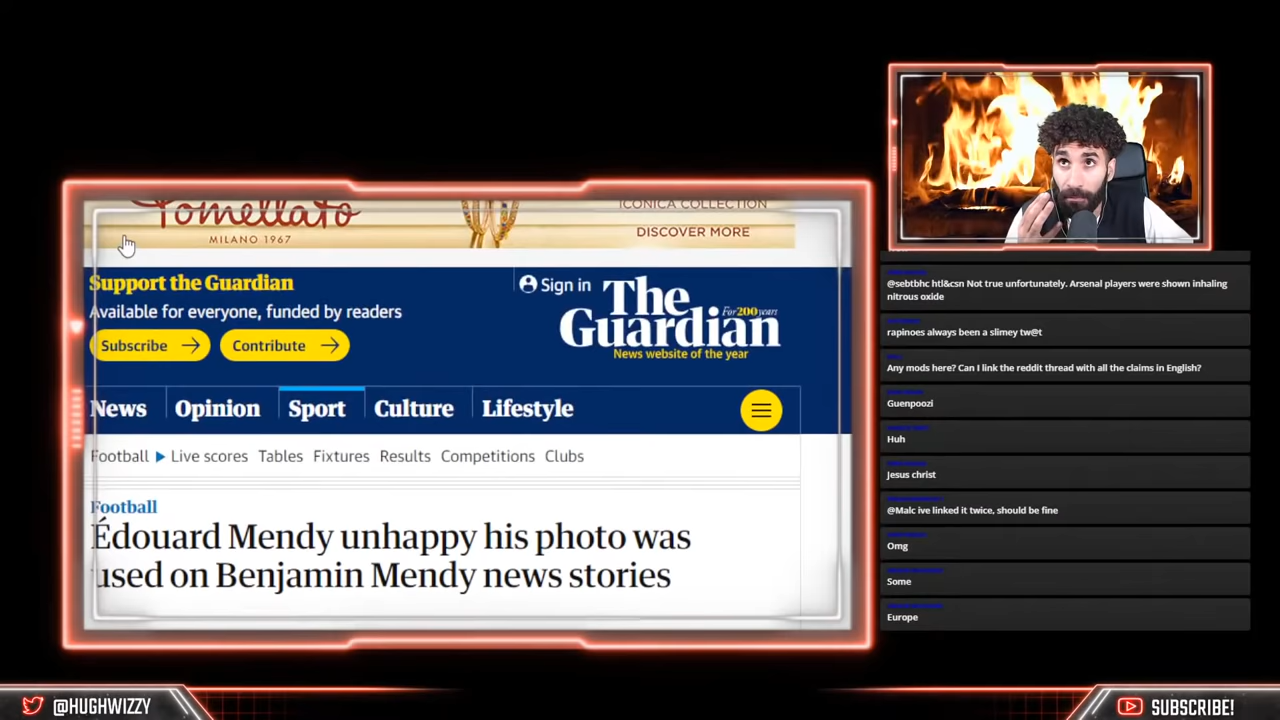 Pomellato
MILANO 1967
ICONICA COLLECTION
DISCOVER MORE
Support the Guardian
Available for everyone, funded by readers
Subscribe
Contribute
Sign in
The
Guardian
For 200 years
News website of the year
News Opinion Sport Culture Lifestyle
Football Live scores Tables Fixtures Results Competitions Clubs
Football
Édouard Mendy unhappy his photo was
used on Benjamin Mendy news stories
@sebtbhc htl&csn Not true unfortunately. Arsenal players were shown inhaling
nitrous oxide
rapinoes always been a slimey tw@t
Any mods here? Can I link the reddit thread with all the claims in English?
Guenpoozi
Huh
Jesus christ
@Malc ive linked it twice, should be fine
Omg
Some
Europe
@HUGHWIZZY
SUBSCRIBE!